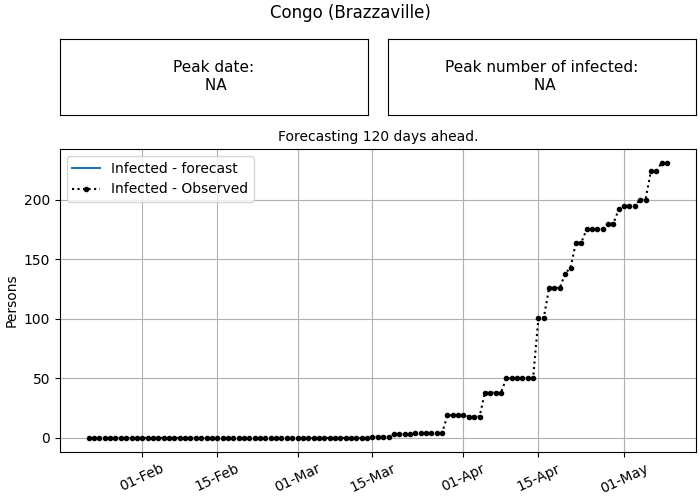 Congo (Brazzaville)
Peak date:
NA
Peak number of infected:
NA
Forecasting 120 days ahead.
Infected - forecast
Infected - Observed
Persons
200
150
100
50
0
01-Feb
15-Feb
01-Mar
15-Mar
01-Apr
15-Apr
01-May